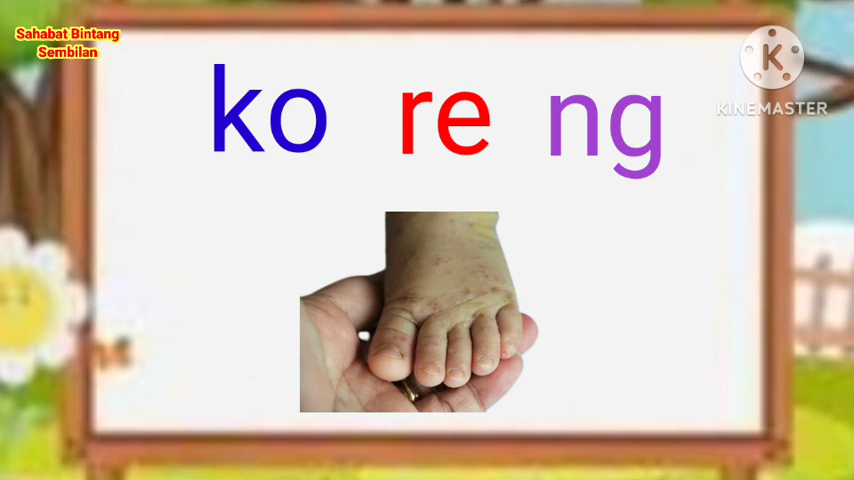 Sahabat Bintang
Sembilan
K
KINEMASTER
ko re ng